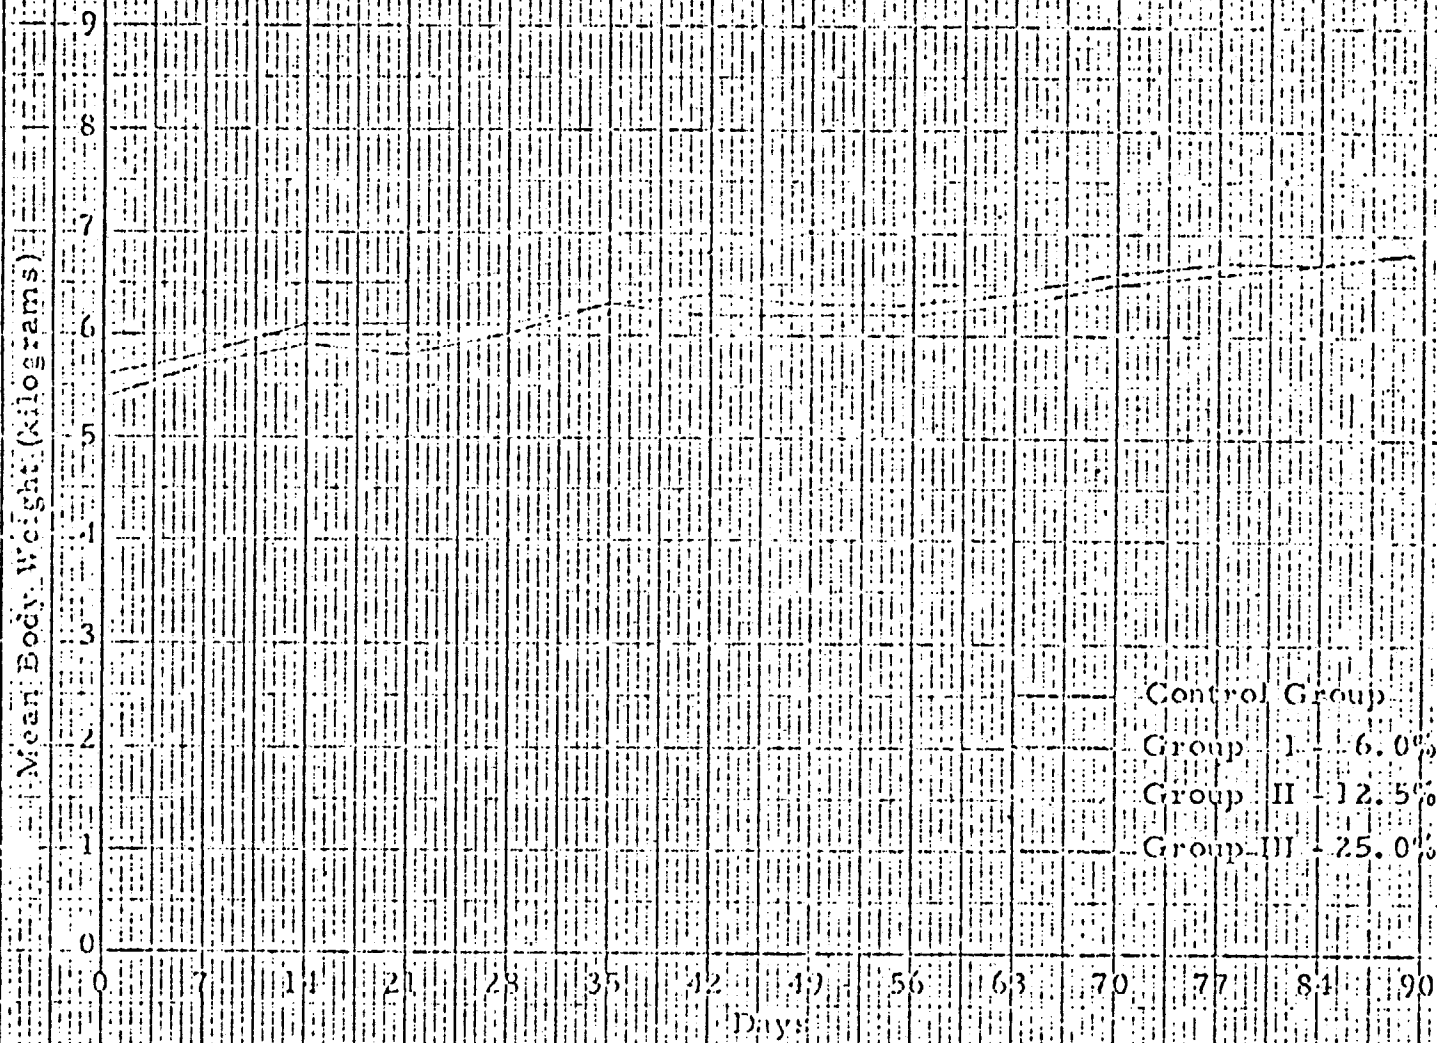 9
8
7
6
5
4
3
2
1
0
Mean Body Weight (kilograms)
0 7 14 21 28 35 42 49 56 63 70 77 84 90
Days
Control Group
Group I - 6.0%
Group II - 12.5%
Group III - 25.0%